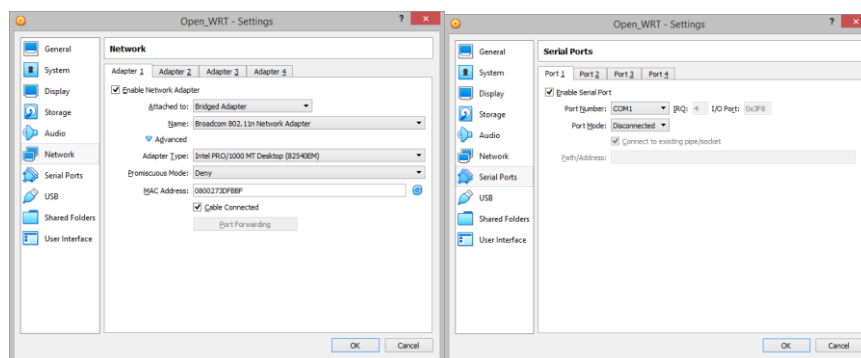 Open_WRT - Settings
?
×
General
System
Display
Storage
Audio
Network
Serial Ports
USB
Shared Folders
User Interface
Network
Adapter 1 Adapter 2 Adapter 3 Adapter 4
Enable Network Adapter
Attached to: Bridged Adapter
Name: Broadcom 802.11n Network Adapter
Advanced
Adapter Type: Intel PRO/1000 MT Desktop (82540EM)
Promiscuous Mode: Deny
MAC Address: 0800273DFBBF
Cable Connected
Port Forwarding
OK Cancel
Open_WRT - Settings
?
×
General
System
Display
Storage
Audio
Network
Serial Ports
USB
Shared Folders
User Interface
Serial Ports
Port 1 Port 2 Port 3 Port 4
Enable Serial Port
Port Number: COM1 IRQ: 4 I/O Port: 0x3F8
Port Mode: Disconnected
Connect to existing pipe/socket
Path/Address:
OK Cancel